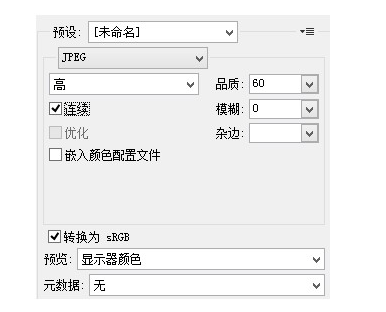 预设: [未命名]
JPEG
高 品质: 60
连续 模糊: 0
优化 杂边:
嵌入颜色配置文件
转换为 sRGB
预览: 显示器颜色
元数据: 无